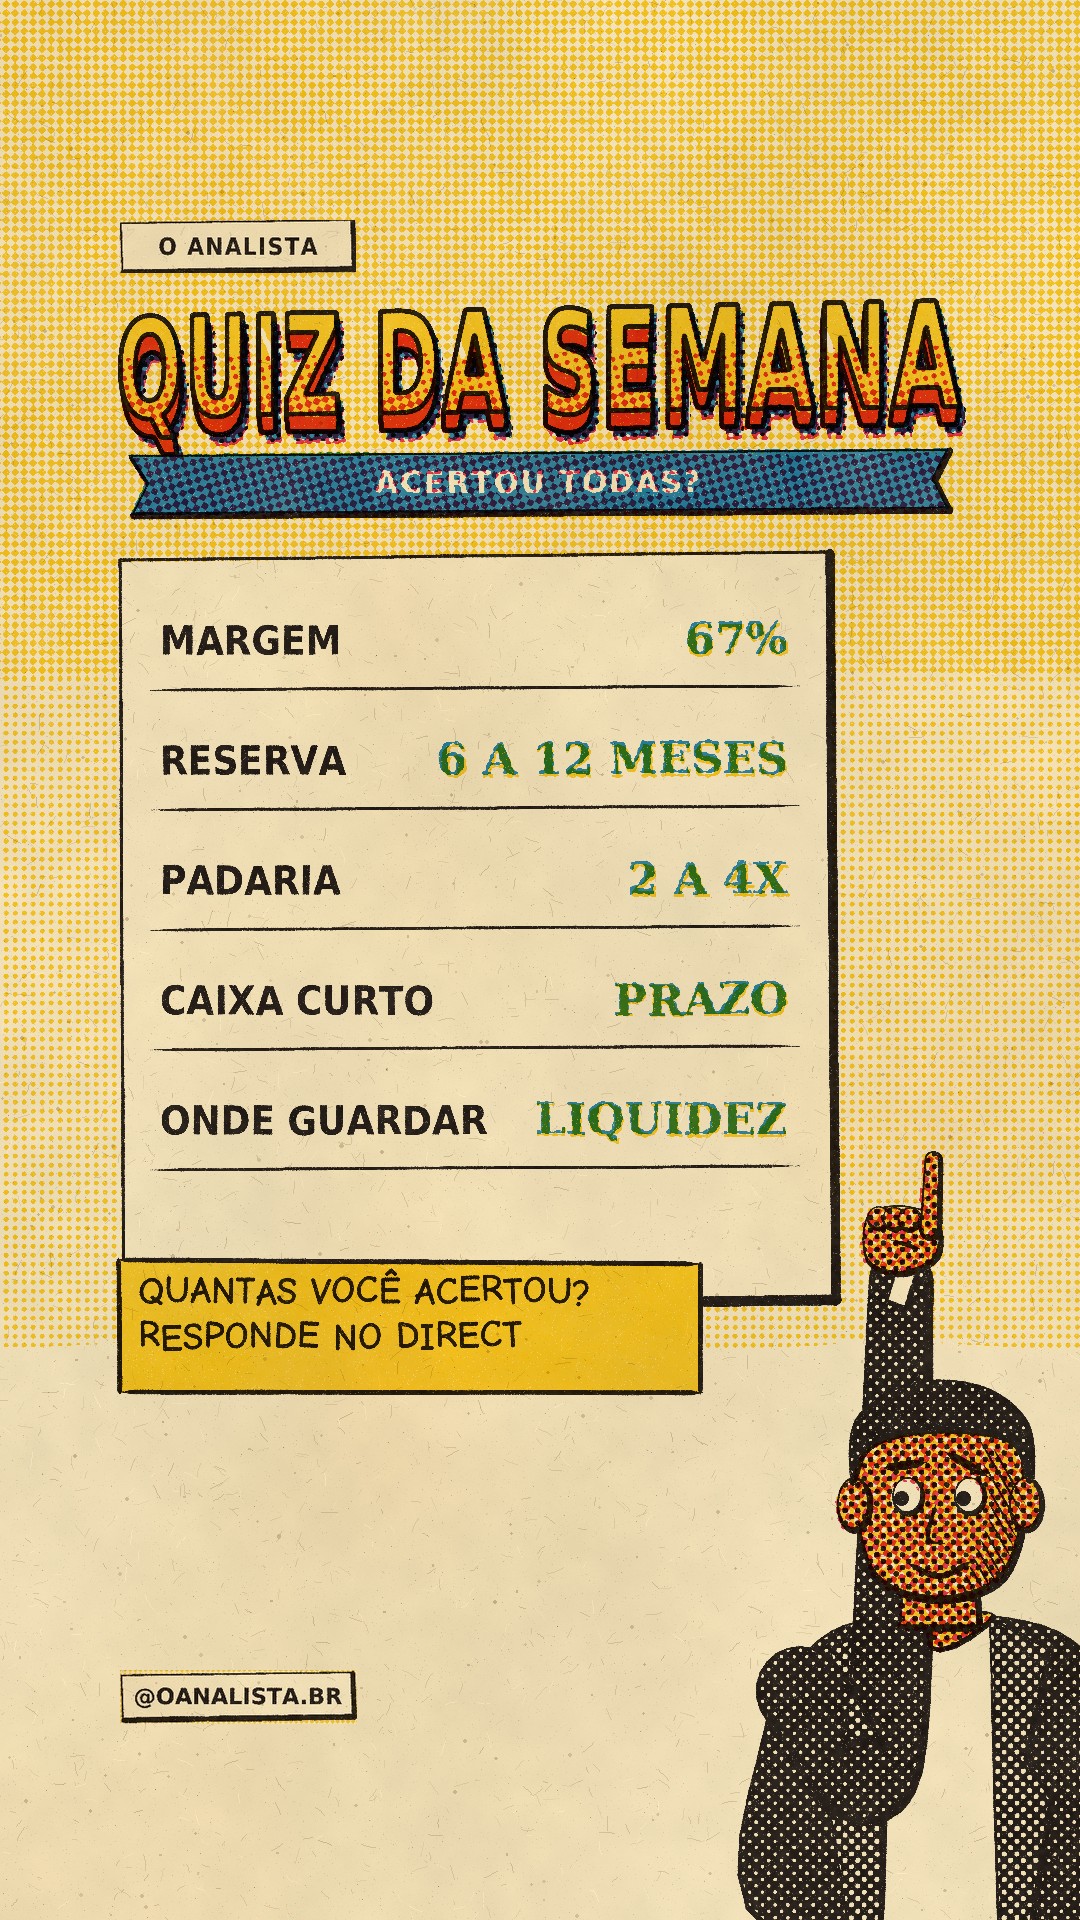 O ANALISTA
QUIZ DA SEMANA
ACERTOU TODAS?
MARGEM 67%
RESERVA 6 A 12 MESES
PADARIA 2 A 4X
CAIXA CURTO PRAZO
ONDE GUARDAR LIQUIDEZ
QUANTAS VOCÊ ACERTOU?
RESPONDE NO DIRECT
@OANALISTA.BR